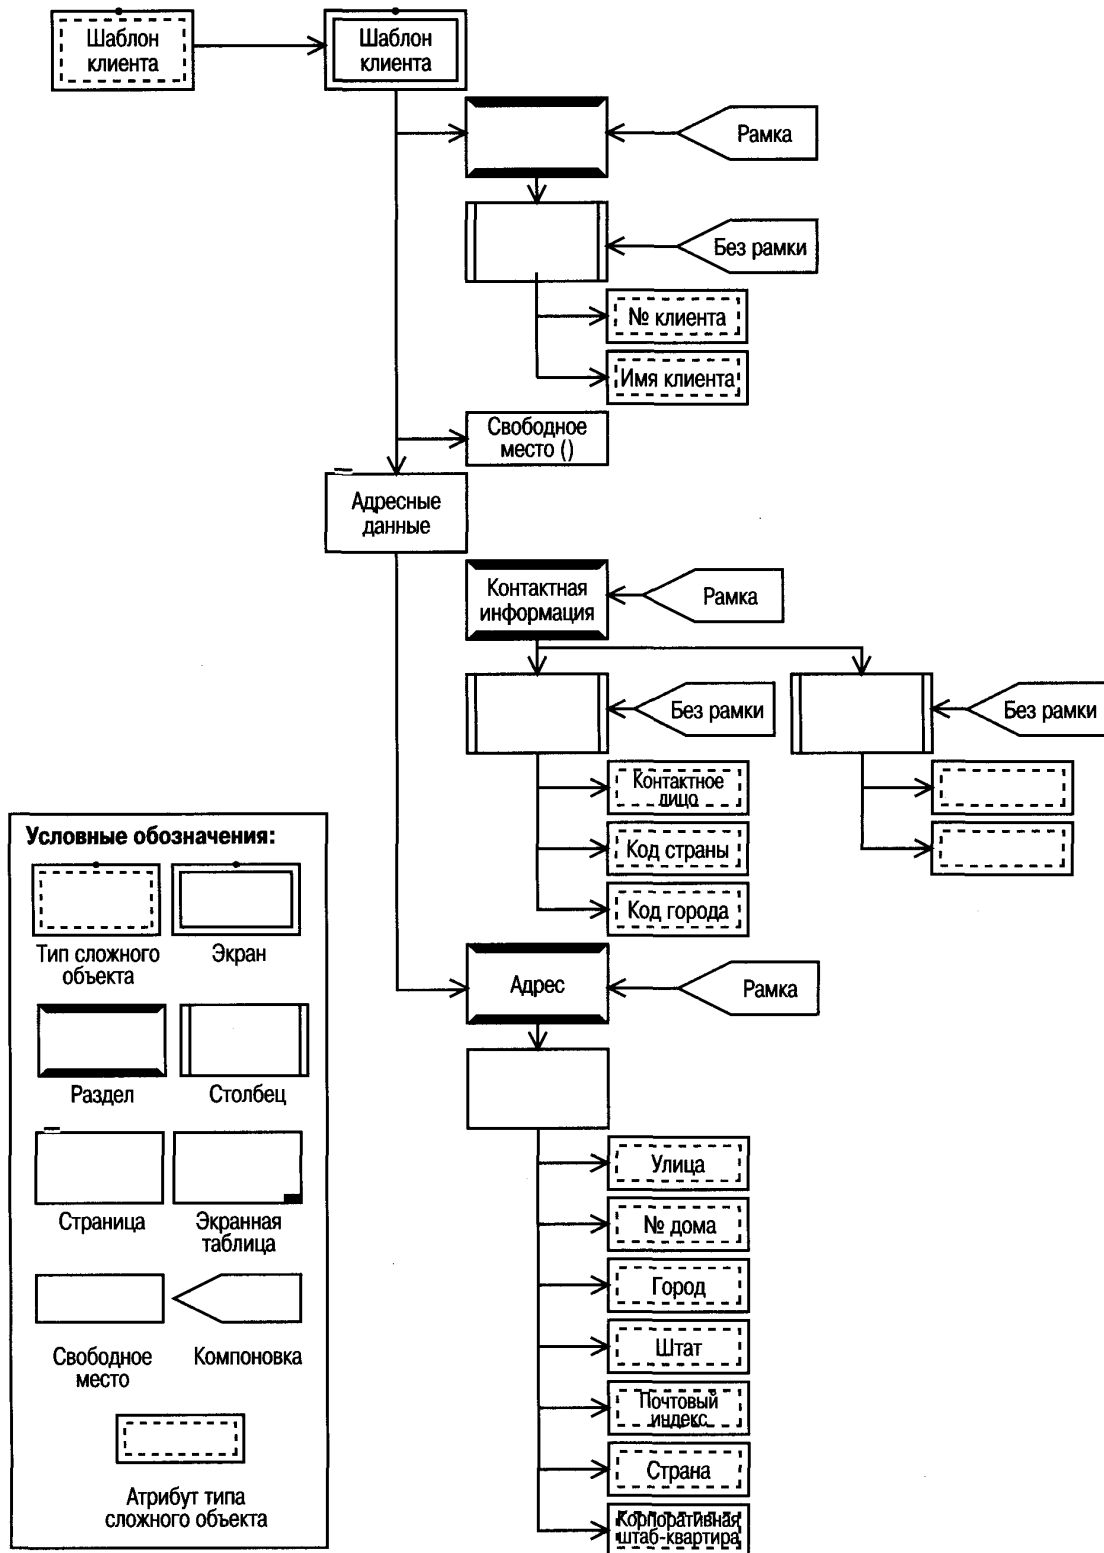 Шаблон
клиента
Шаблон
клиента
Рамка
Без рамки
№ клиента
Имя клиента
Свободное
место ()
Адресные
данные
Контактная
информация
Рамка
Без рамки
Без рамки
Контактное
лицо
Код страны
Код города
Адрес
Рамка
Улица
№ дома
Город
Штат
Почтовый
индекс
Страна
Корпоративная
штаб-квартира
Условные обозначения:
Тип сложного
объекта
Экран
Раздел
Столбец
Страница
Экранная
таблица
Свободное
место
Компоновка
Атрибут типа
сложного объекта